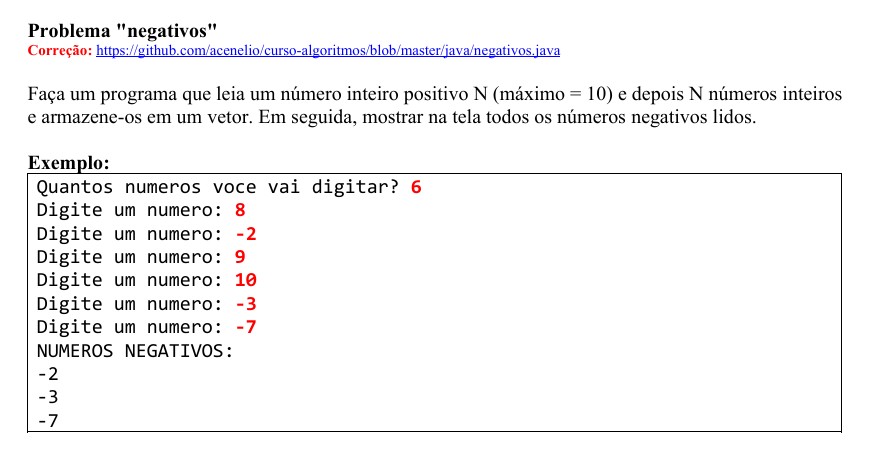 Problema "negativos"
Correção: https://github.com/acenelio/curso-algoritmos/blob/master/java/negativos.java
Faça um programa que leia um número inteiro positivo N (máximo = 10) e depois N números inteiros
e armazene-os em um vetor. Em seguida, mostrar na tela todos os números negativos lidos.
Exemplo:
Quantos numeros voce vai digitar? 6
Digite um numero: 8
Digite um numero: -2
Digite um numero: 9
Digite um numero: 10
Digite um numero: -3
Digite um numero: -7
NUMEROS NEGATIVOS:
-2
-3
-7